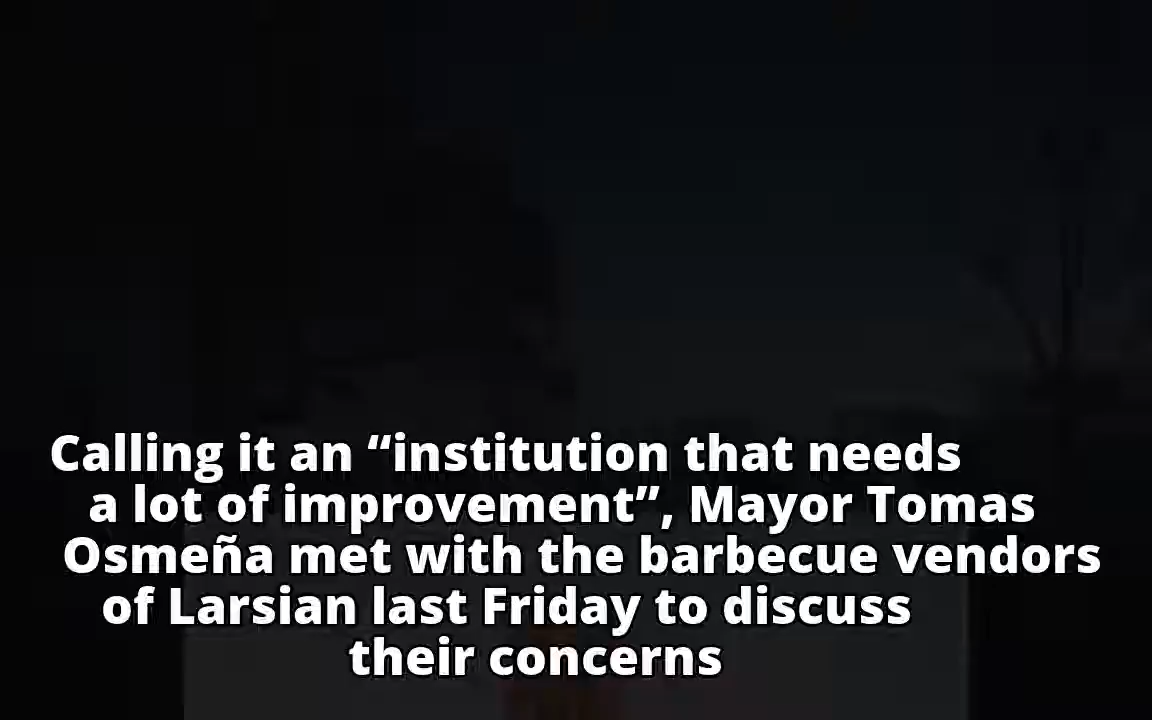 Calling it an “institution that needs
a lot of improvement”, Mayor Tomas
Osmeña met with the barbecue vendors
of Larsian last Friday to discuss
their concerns